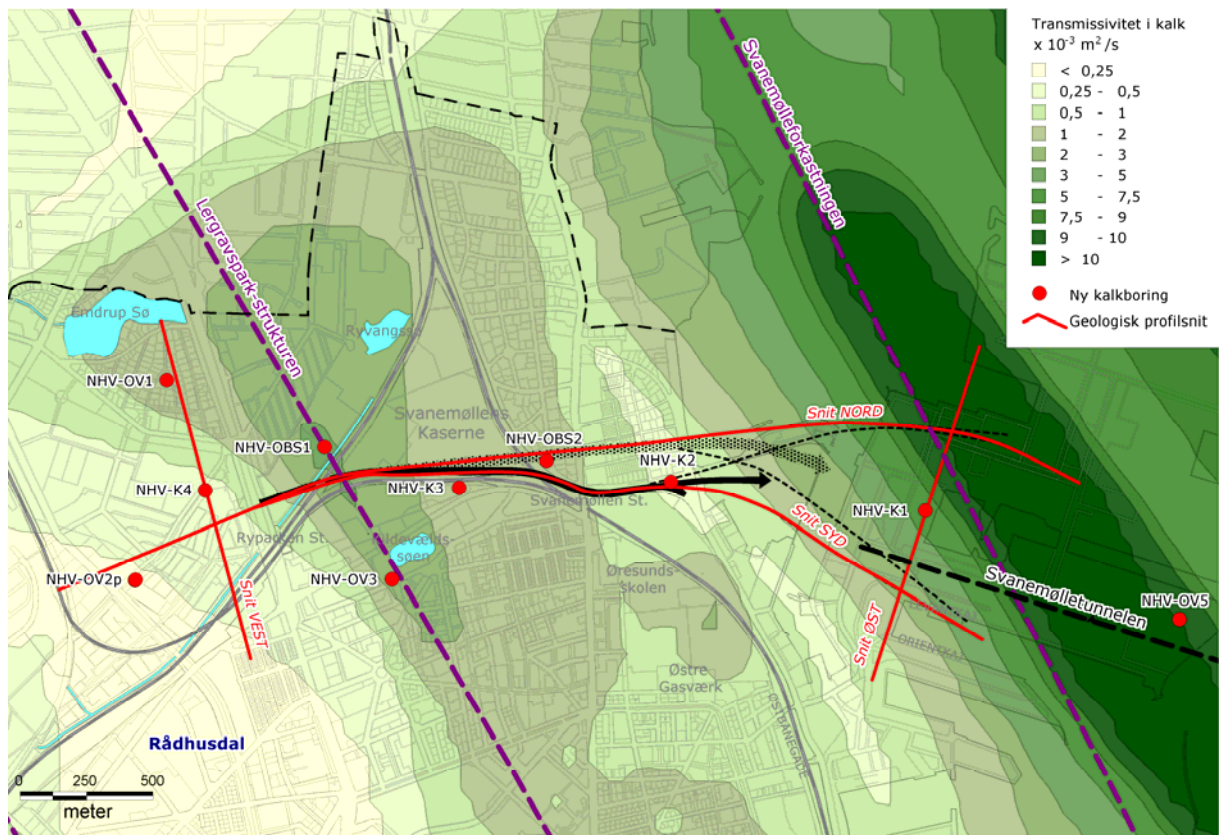 Transmissivitet i kalk
x 10⁻³ m² /s
< 0,25
0,25 - 0,5
0,5 - 1
1 - 2
2 - 3
3 - 5
5 - 7,5
7,5 - 9
9 - 10
> 10
Ny kalkboring
Geologisk profilsnit
Svanemølleforkastningen
Lergravspark-strukturen
Emdrup Sø
Ryvangssø
NHV-OV1
Svanemøllens
Kaserne
Snit NORD
NHV-OBS1
NHV-OBS2
NHV-K2
NHV-K4
NHV-K3
Svanemøllen St.
NHV-K1
Ryparken St.
Snit SYD
NHV-OV2p
NHV-OV3
Øresunds-
skolen
Svanemølletunnelen
NHV-OV5
Snit VEST
Snit ØST
ORIENTKAJ
Østre
Gasværk
ØSTBANEGADE
Rådhusdal
0 250 500
meter